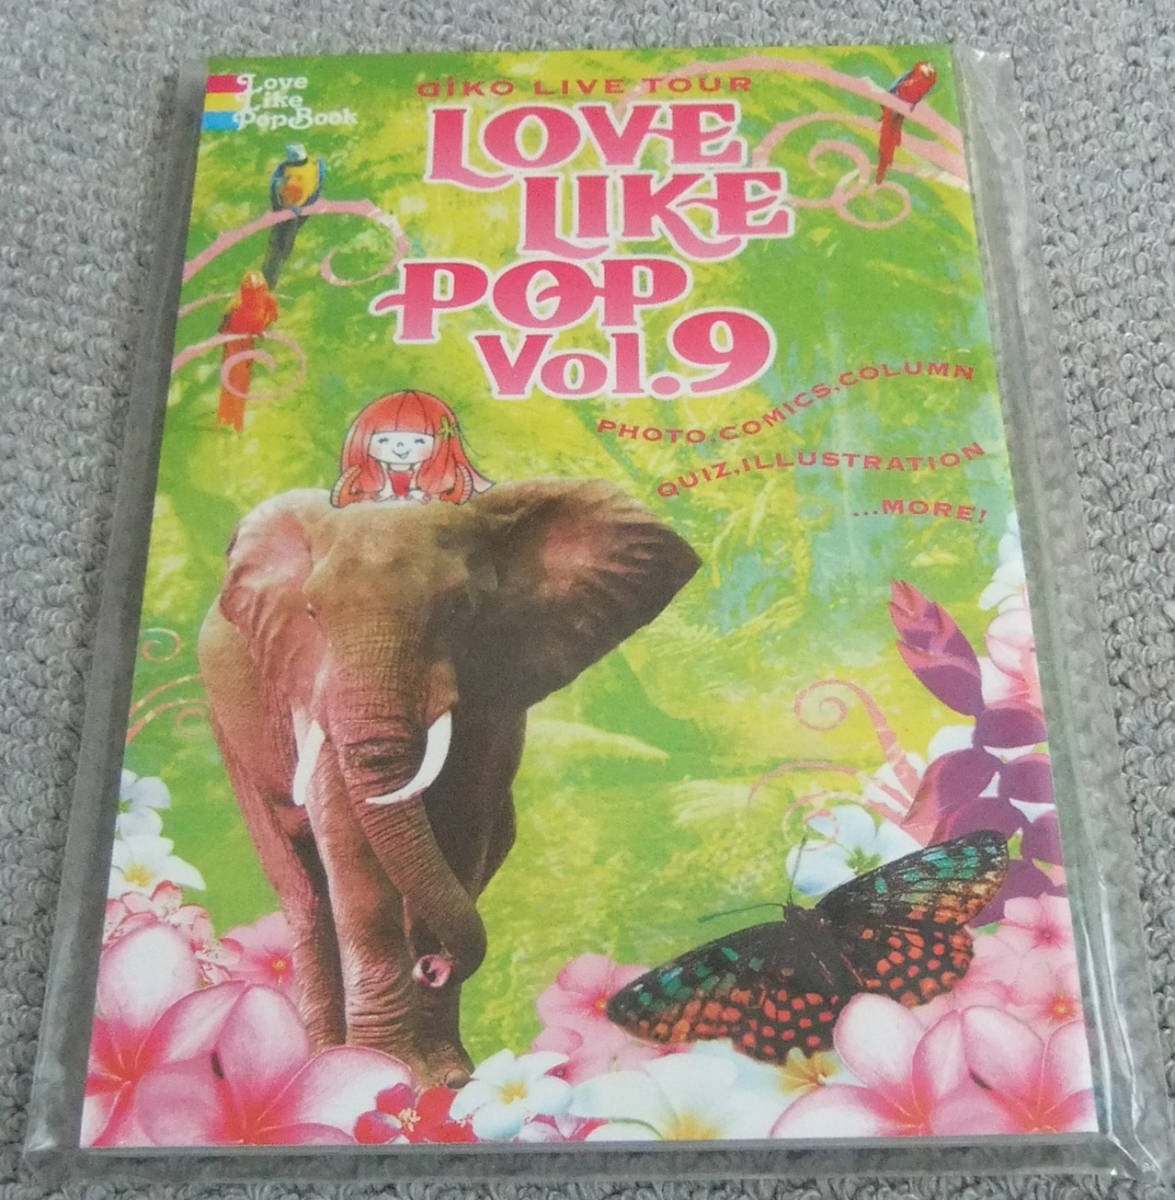 Love
Like
PopBook
aiko LIVE TOUR
LOVE
LIKE
POP
Vol.9
PHOTO,COMICS,COLUMN
QUIZ,ILLUSTRATION
...MORE!